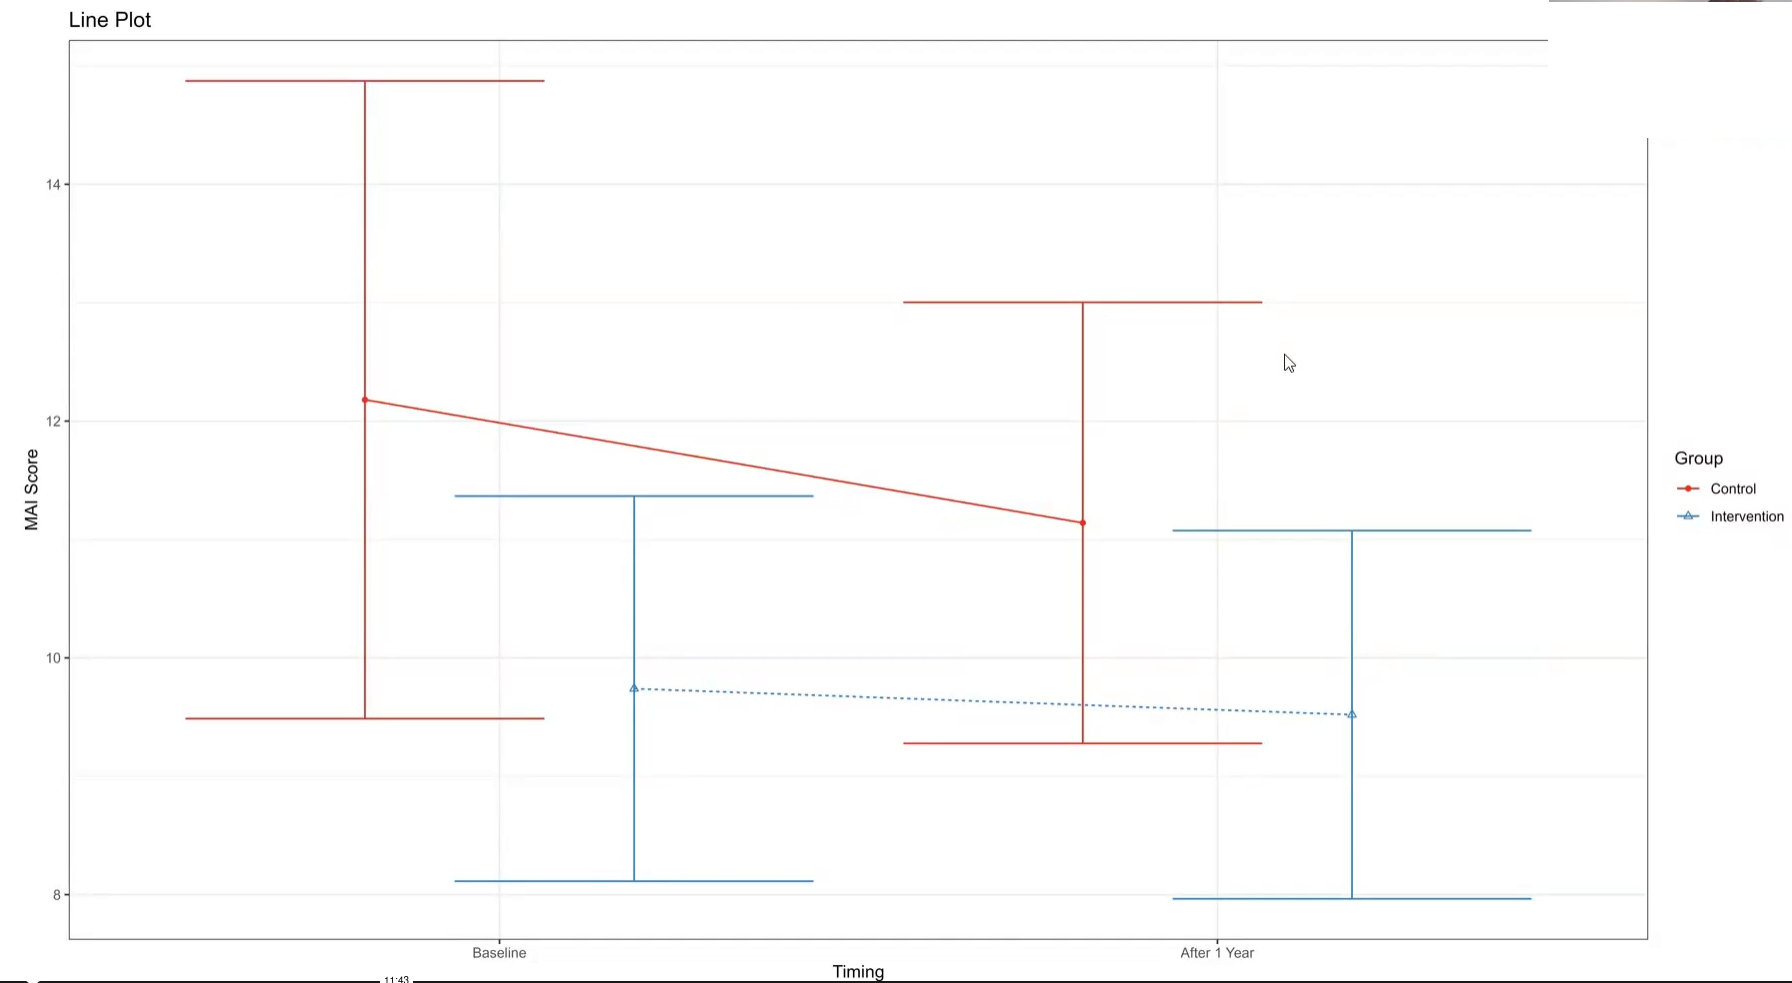 Line Plot
14
12
10
8
MAI Score
Baseline
After 1 Year
Timing
Group
Control
Intervention
11:43